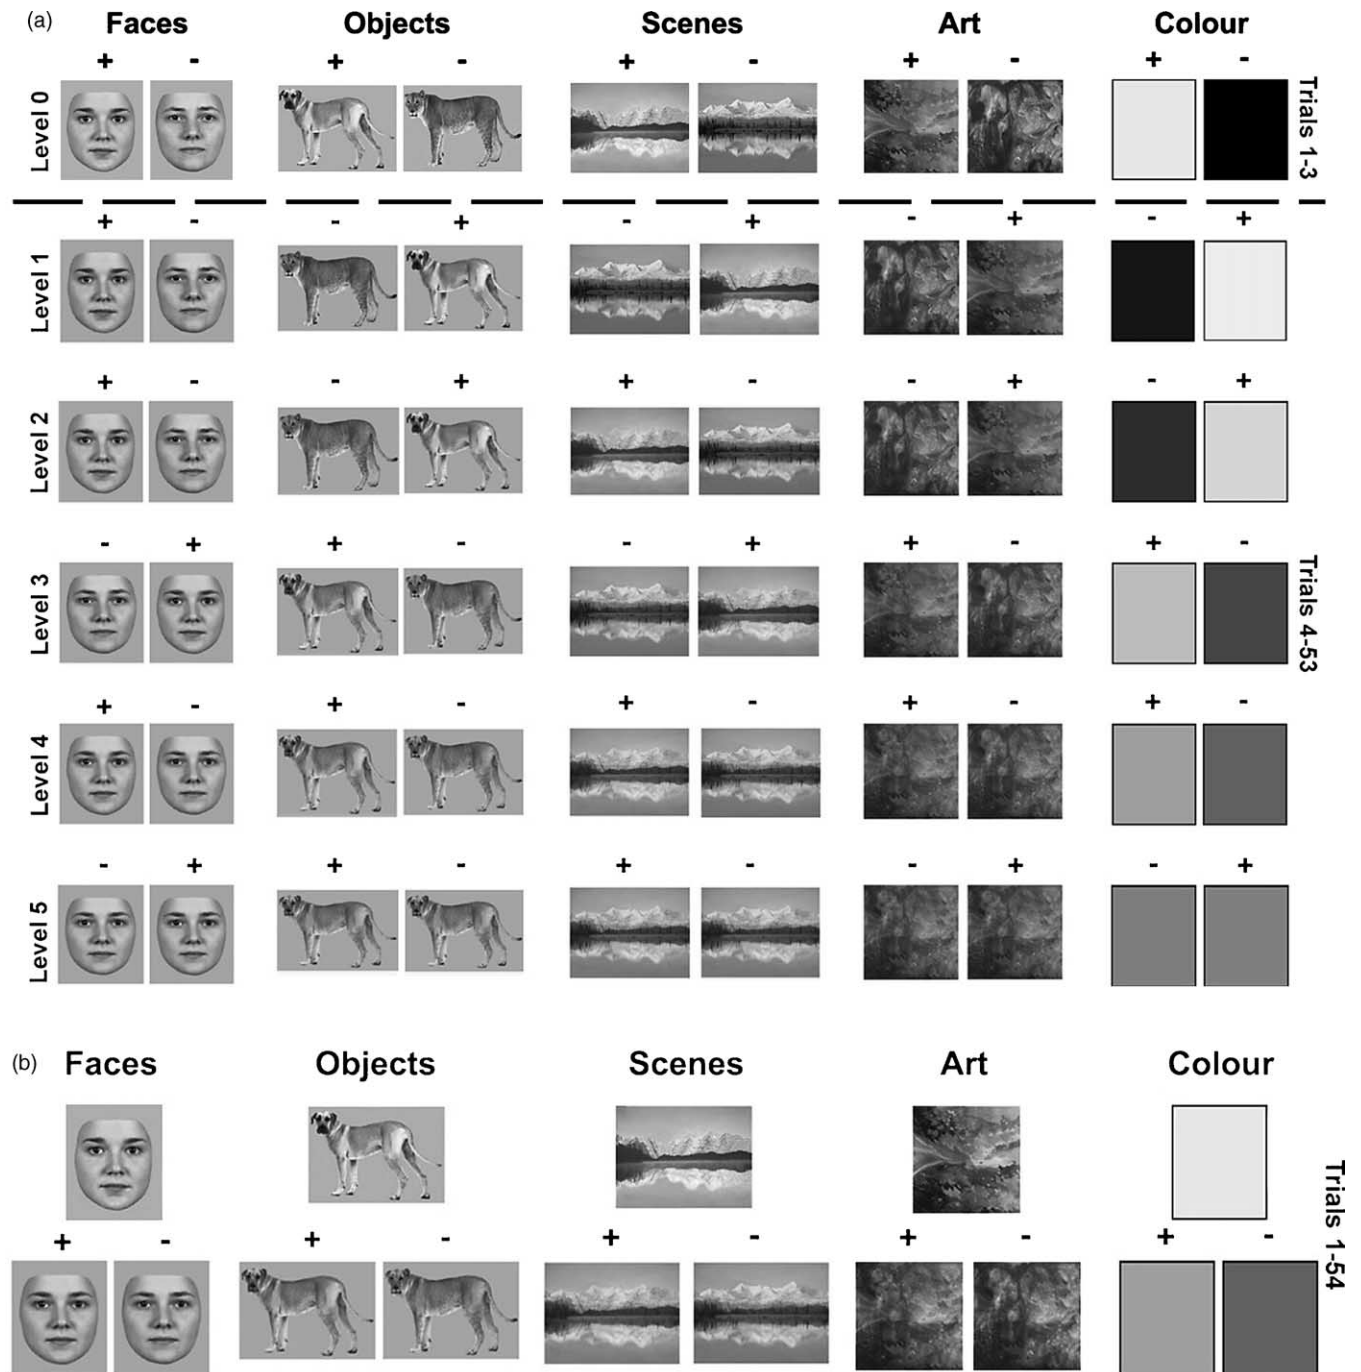 (a) Faces Objects Scenes Art Colour
+ - + - + - + - + -
Level 0
Trials 1-3
+ - - + - + - + - +
Level 1
+ - - + + - - + - +
Level 2
- + + - - + + - + -
Level 3
Trials 4-53
+ - + - + - + - + -
Level 4
- + + - + - - + - +
Level 5
(b) Faces Objects Scenes Art Colour
Trials 1-54
+ - + - + - + - + -